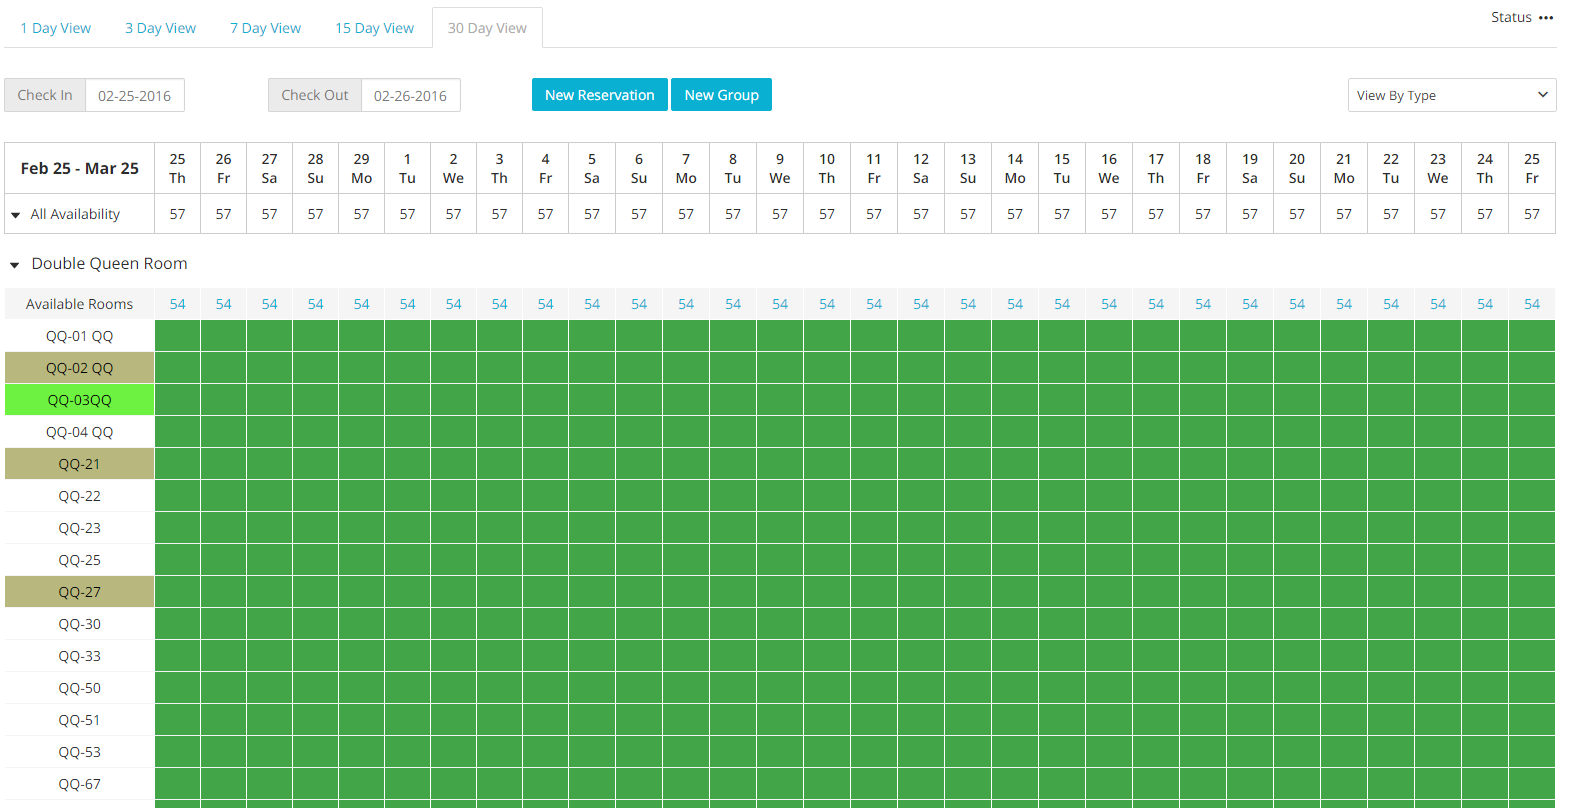 1 Day View 3 Day View 7 Day View 15 Day View 30 Day View Status •••
Check In 02-25-2016 Check Out 02-26-2016 New Reservation New Group View By Type
Feb 25 - Mar 25 25 26 27 28 29 1 2 3 4 5 6 7 8 9 10 11 12 13 14 15 16 17 18 19 20 21 22 23 24 25
Th Fr Sa Su Mo Tu We Th Fr Sa Su Mo Tu We Th Fr Sa Su Mo Tu We Th Fr Sa Su Mo Tu We Th Fr
All Availability 57 57 57 57 57 57 57 57 57 57 57 57 57 57 57 57 57 57 57 57 57 57 57 57 57 57 57 57 57 57
Double Queen Room
Available Rooms 54 54 54 54 54 54 54 54 54 54 54 54 54 54 54 54 54 54 54 54 54 54 54 54 54 54 54 54 54 54
QQ-01 QQ
QQ-02 QQ
QQ-03QQ
QQ-04 QQ
QQ-21
QQ-22
QQ-23
QQ-25
QQ-27
QQ-30
QQ-33
QQ-50
QQ-51
QQ-53
QQ-67